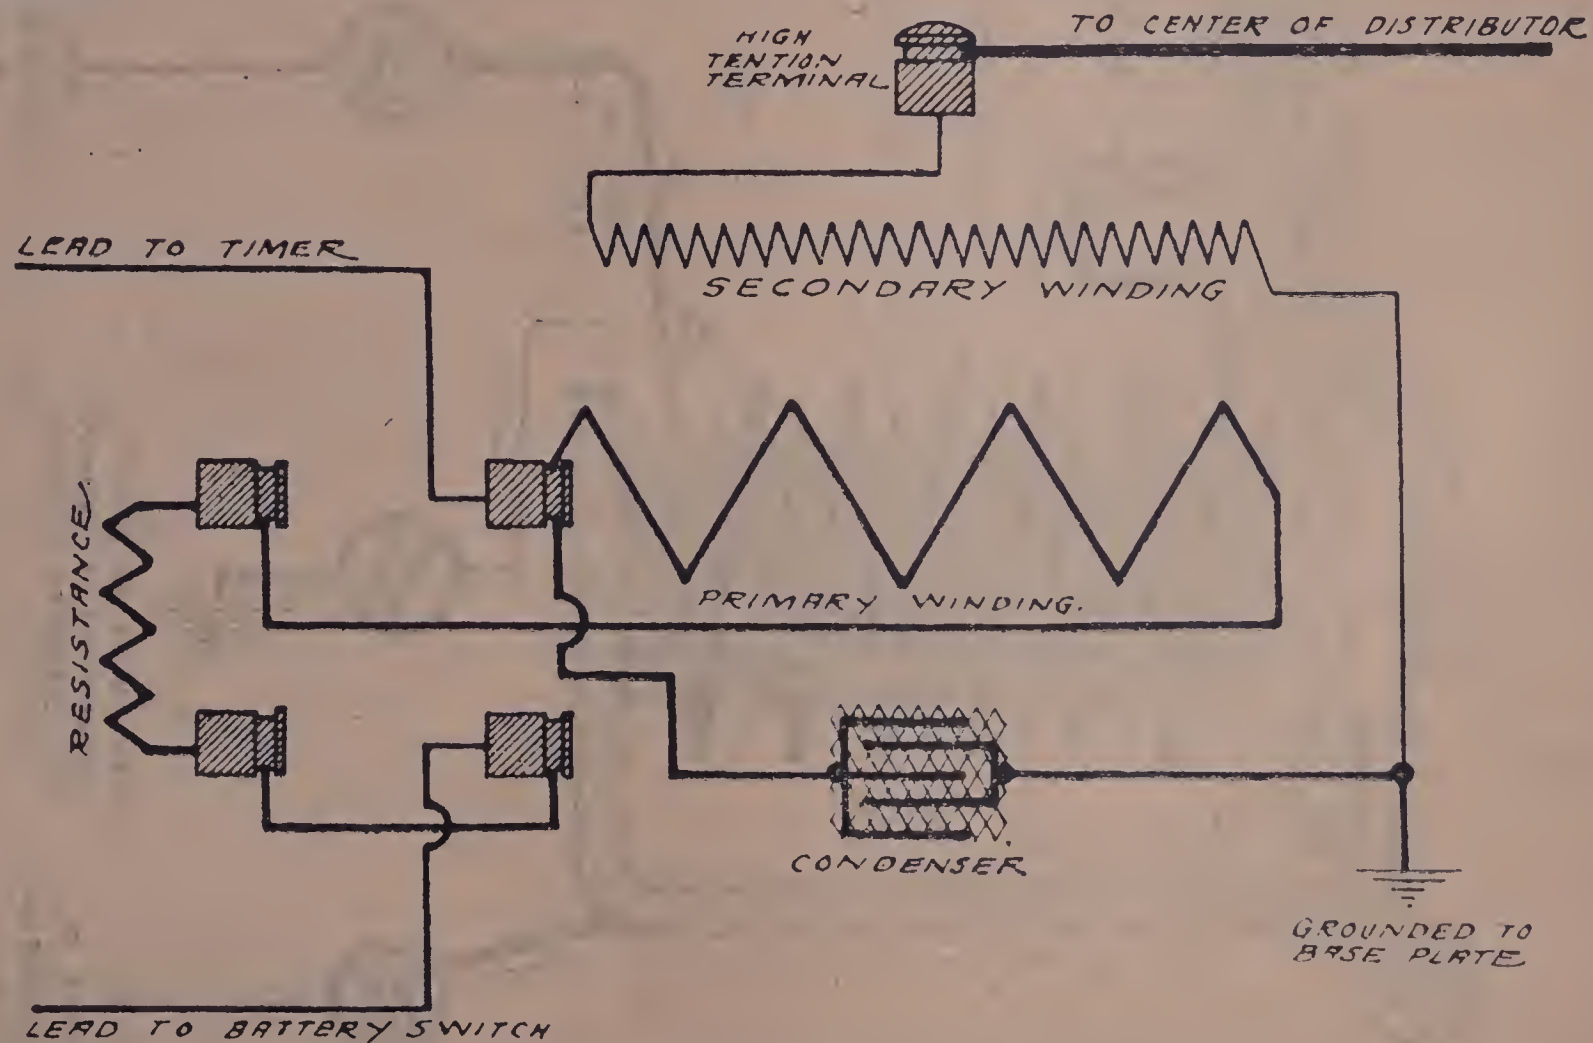 HIGH
TENTION
TERMINAL
TO CENTER OF DISTRIBUTOR
LEAD TO TIMER
SECONDARY WINDING
RESISTANCE.
PRIMARY WINDING.
CONDENSER
GROUNDED TO
BASE PLATE
LEAD TO BATTERY SWITCH